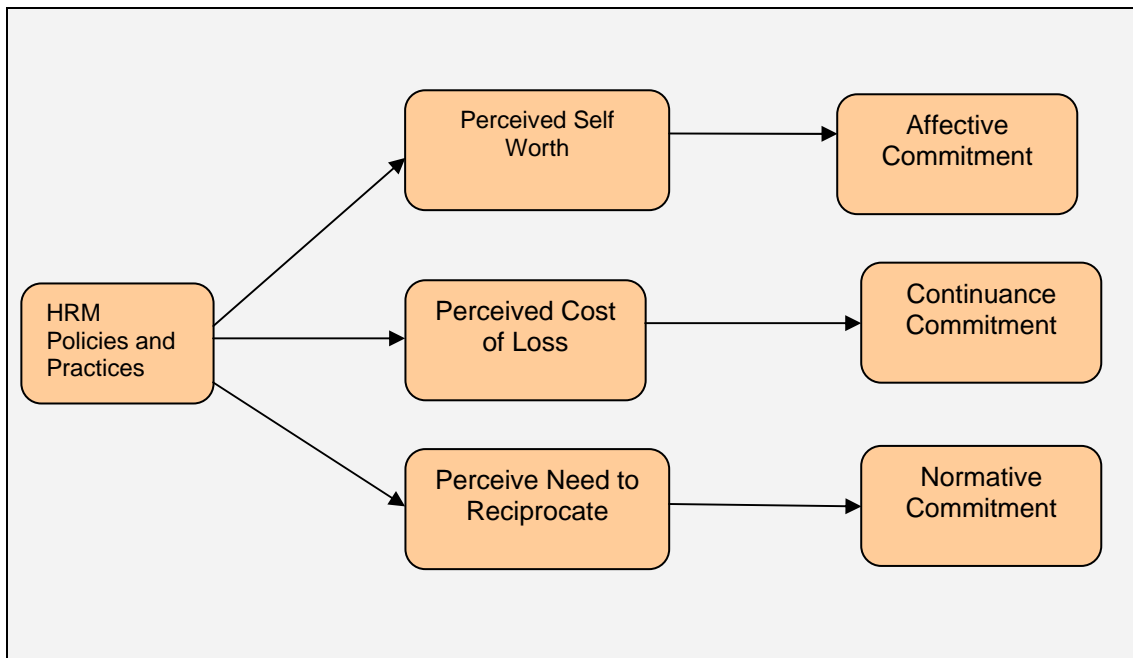 Perceived Self
Worth
Affective
Commitment
HRM
Policies and
Practices
Perceived Cost
of Loss
Continuance
Commitment
Perceive Need to
Reciprocate
Normative
Commitment